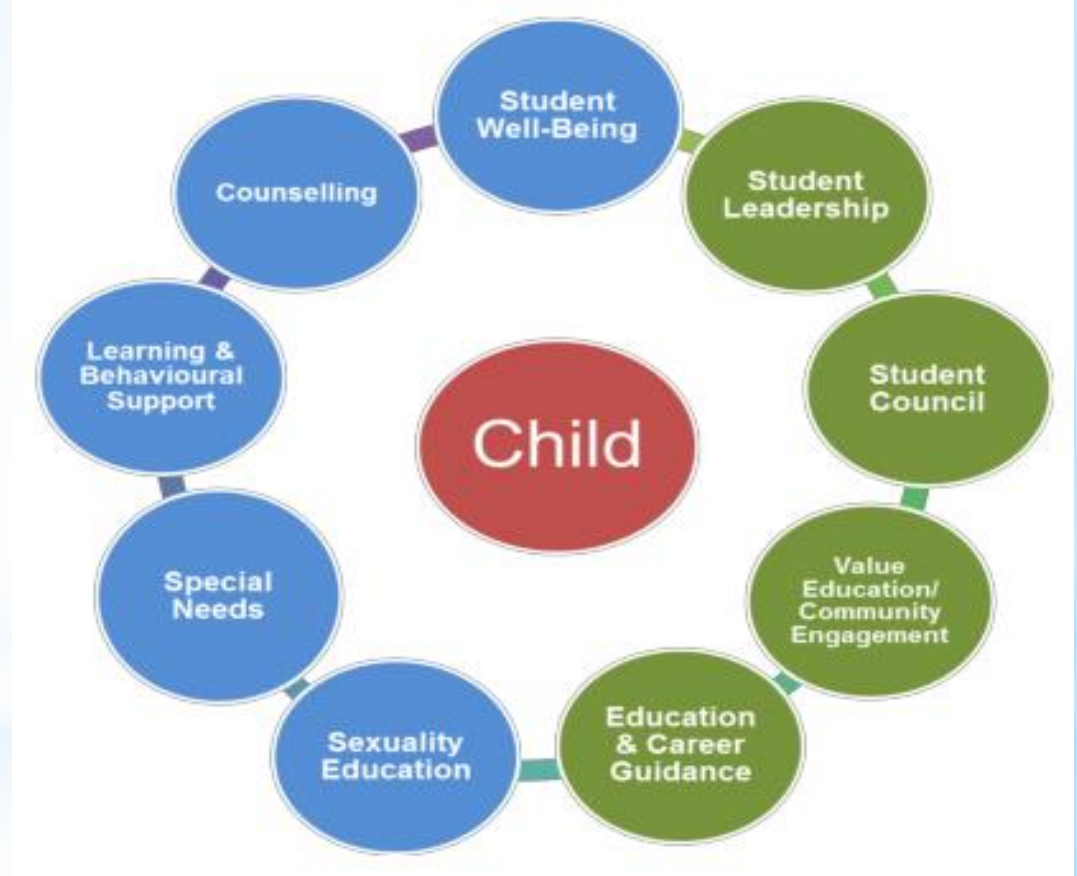 Student
Well-Being
Student
Leadership
Student
Council
Value
Education/
Community
Engagement
Education
& Career
Guidance
Sexuality
Education
Special
Needs
Learning &
Behavioural
Support
Counselling
Child